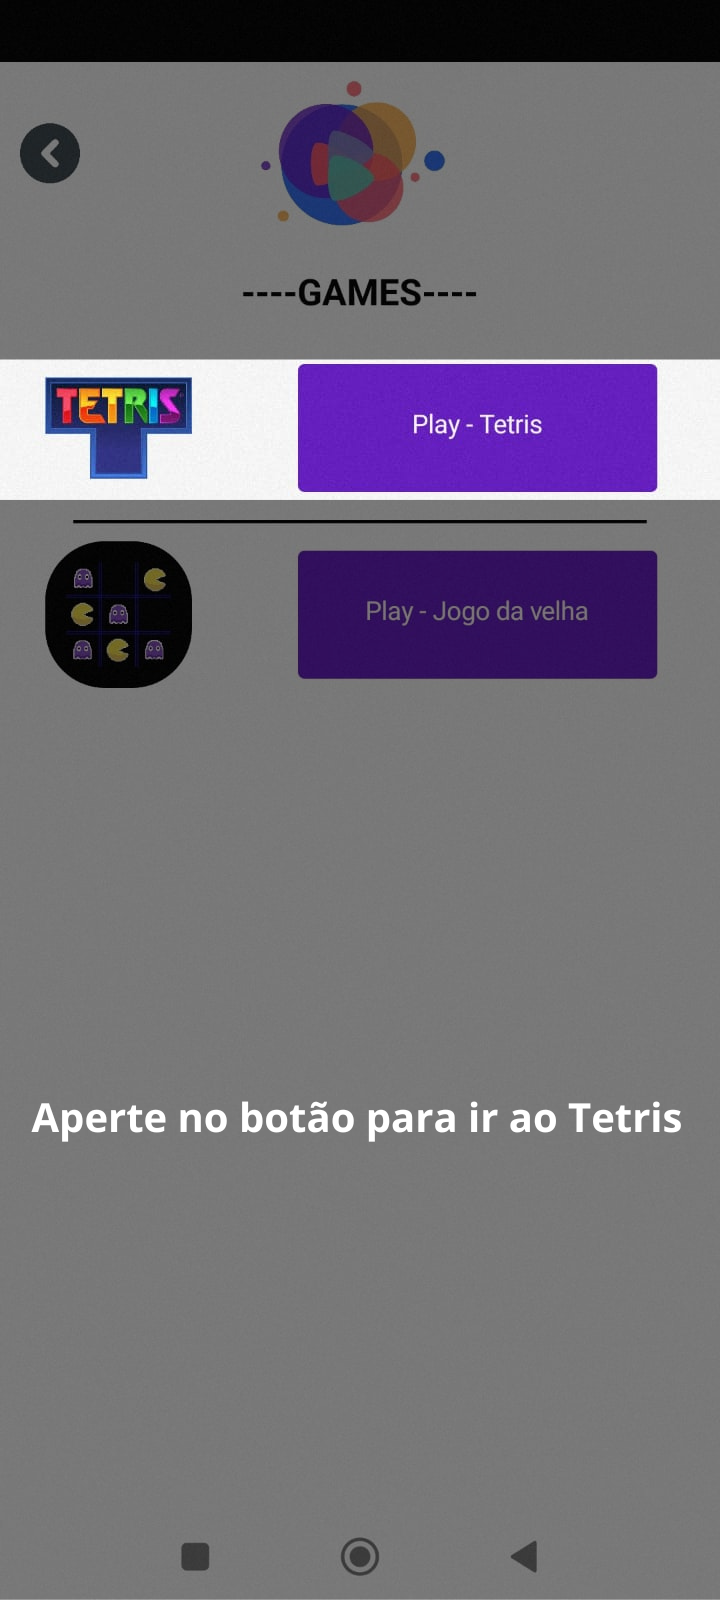 ----GAMES----
TETRIS
Play - Tetris
Play - Jogo da velha
Aperte no botão para ir ao Tetris